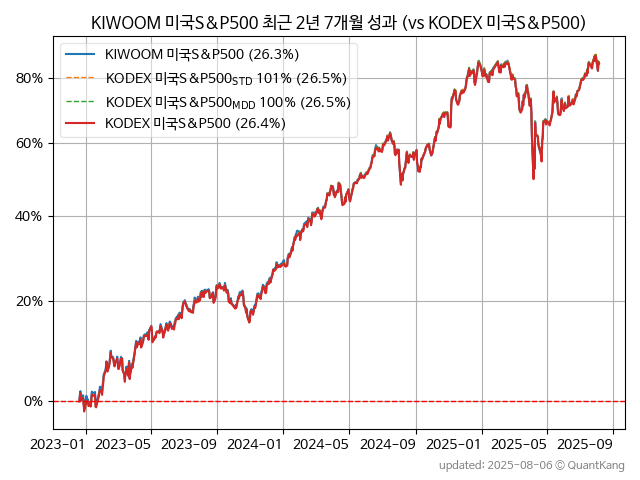 KIWOOM 미국S&P500 최근 2년 7개월 성과 (vs KODEX 미국S&P500)
KIWOOM 미국S&P500 (26.3%)
KODEX 미국S&P500STD 101% (26.5%)
KODEX 미국S&P500MDD 100% (26.5%)
KODEX 미국S&P500 (26.4%)
80%
60%
40%
20%
0%
2023-01 2023-05 2023-09 2024-01 2024-05 2024-09 2025-01 2025-05 2025-09
updated: 2025-08-06 © QuantKang